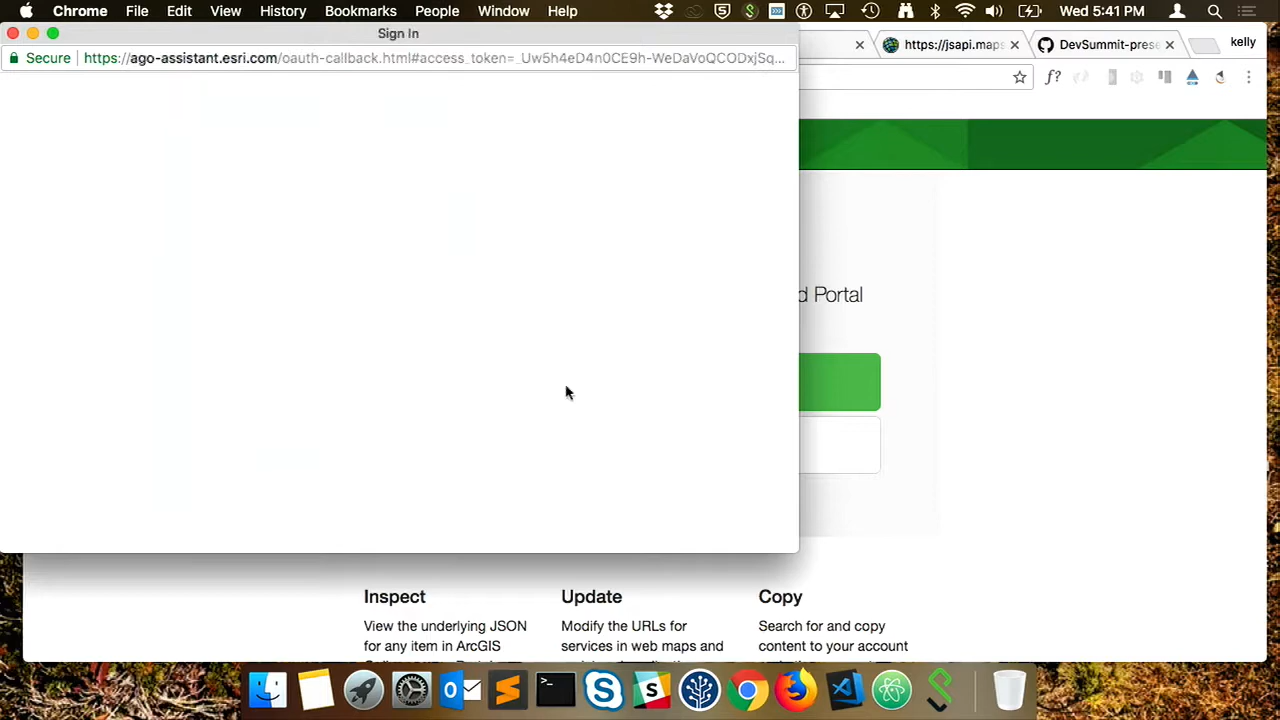 Chrome File Edit View History Bookmarks People Window Help Wed 5:41 PM
Sign In
Secure https://ago-assistant.esri.com/oauth-callback.html#access_token=_Uw5h4eD4n0CE9h-WeDaVoQCODxjSq...
https://jsapi.maps DevSummit-prese kelly
f?
d Portal
Inspect Update Copy
View the underlying JSON Modify the URLs for Search for and copy
for any item in ArcGIS services in web maps and content to your account